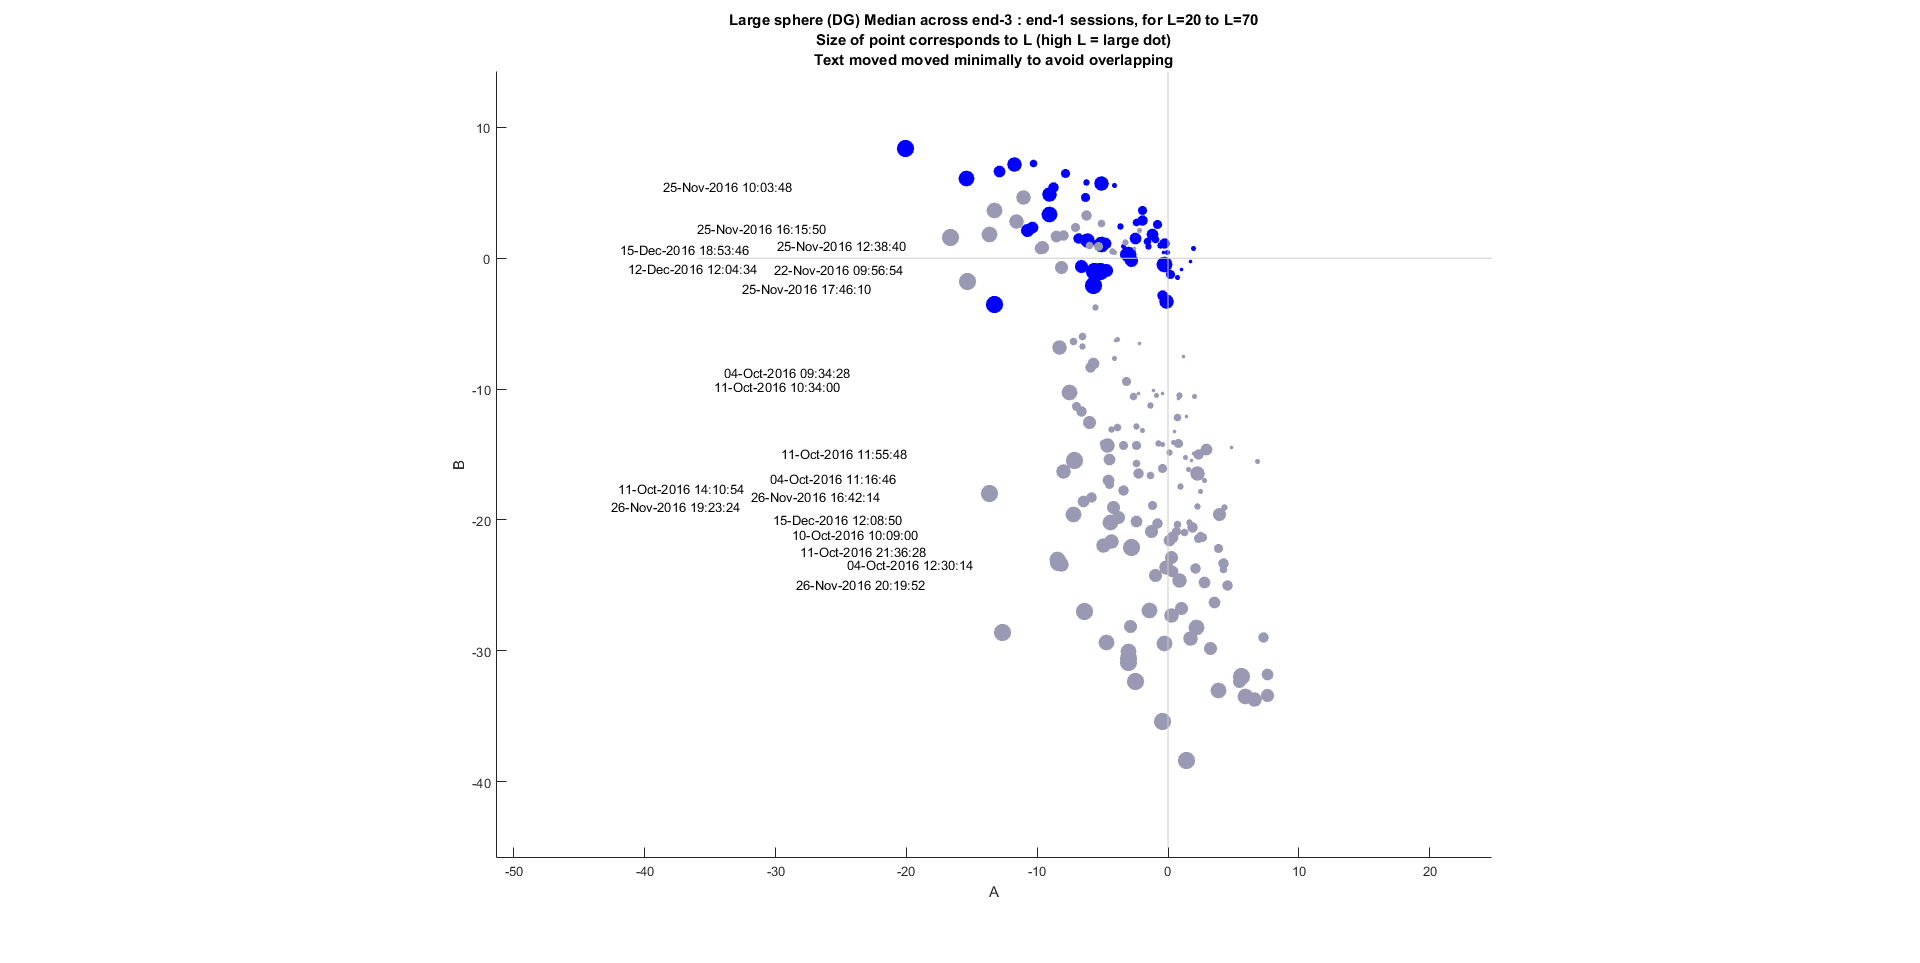 Large sphere (DG) Median across end-3 : end-1 sessions, for L=20 to L=70
Size of point corresponds to L (high L = large dot)
Text moved moved minimally to avoid overlapping
10
25-Nov-2016 10:03:48
25-Nov-2016 16:15:50
25-Nov-2016 12:38:40
15-Dec-2016 18:53:46
0
12-Dec-2016 12:04:34
22-Nov-2016 09:56:54
25-Nov-2016 17:46:10
04-Oct-2016 09:34:28
11-Oct-2016 10:34:00
-10
11-Oct-2016 11:55:48
B
04-Oct-2016 11:16:46
11-Oct-2016 14:10:54
26-Nov-2016 16:42:14
26-Nov-2016 19:23:24
-20
15-Dec-2016 12:08:50
10-Oct-2016 10:09:00
11-Oct-2016 21:36:28
04-Oct-2016 12:30:14
26-Nov-2016 20:19:52
-30
-40
-50 -40 -30 -20 -10 0 10 20
A